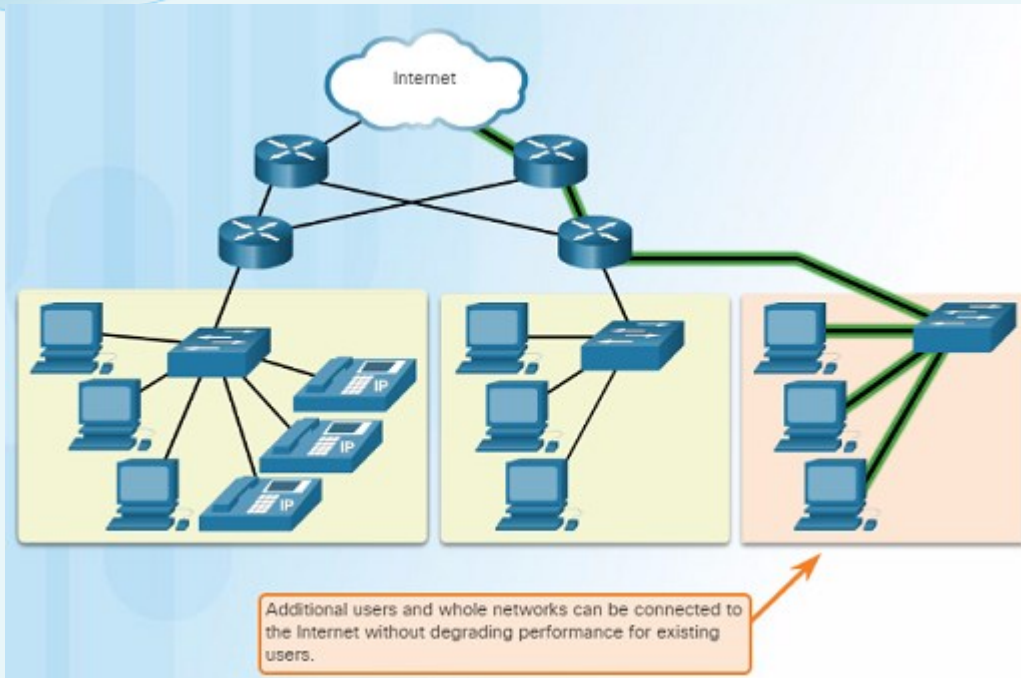 Internet
IP
IP
IP
Additional users and whole networks can be connected to
the Internet without degrading performance for existing
users.